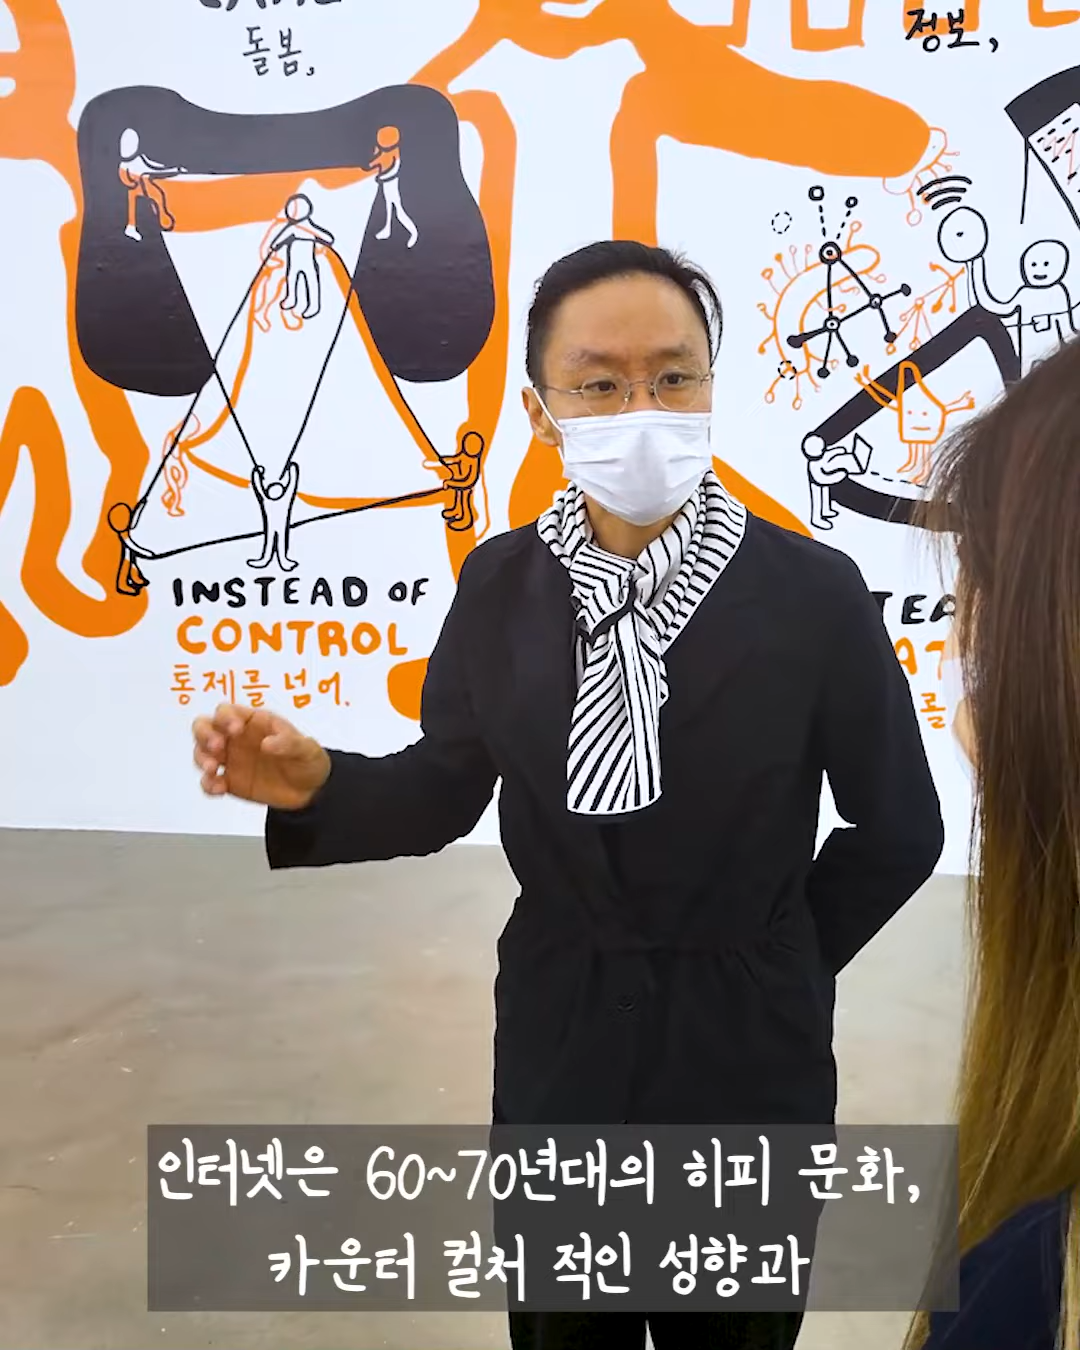 돌봄,
정보,
INSTEAD OF
CONTROL
통제를 넘어.
를
인터넷은 60~70년대의 히피 문화,
카운터 컬처 적인 성향과